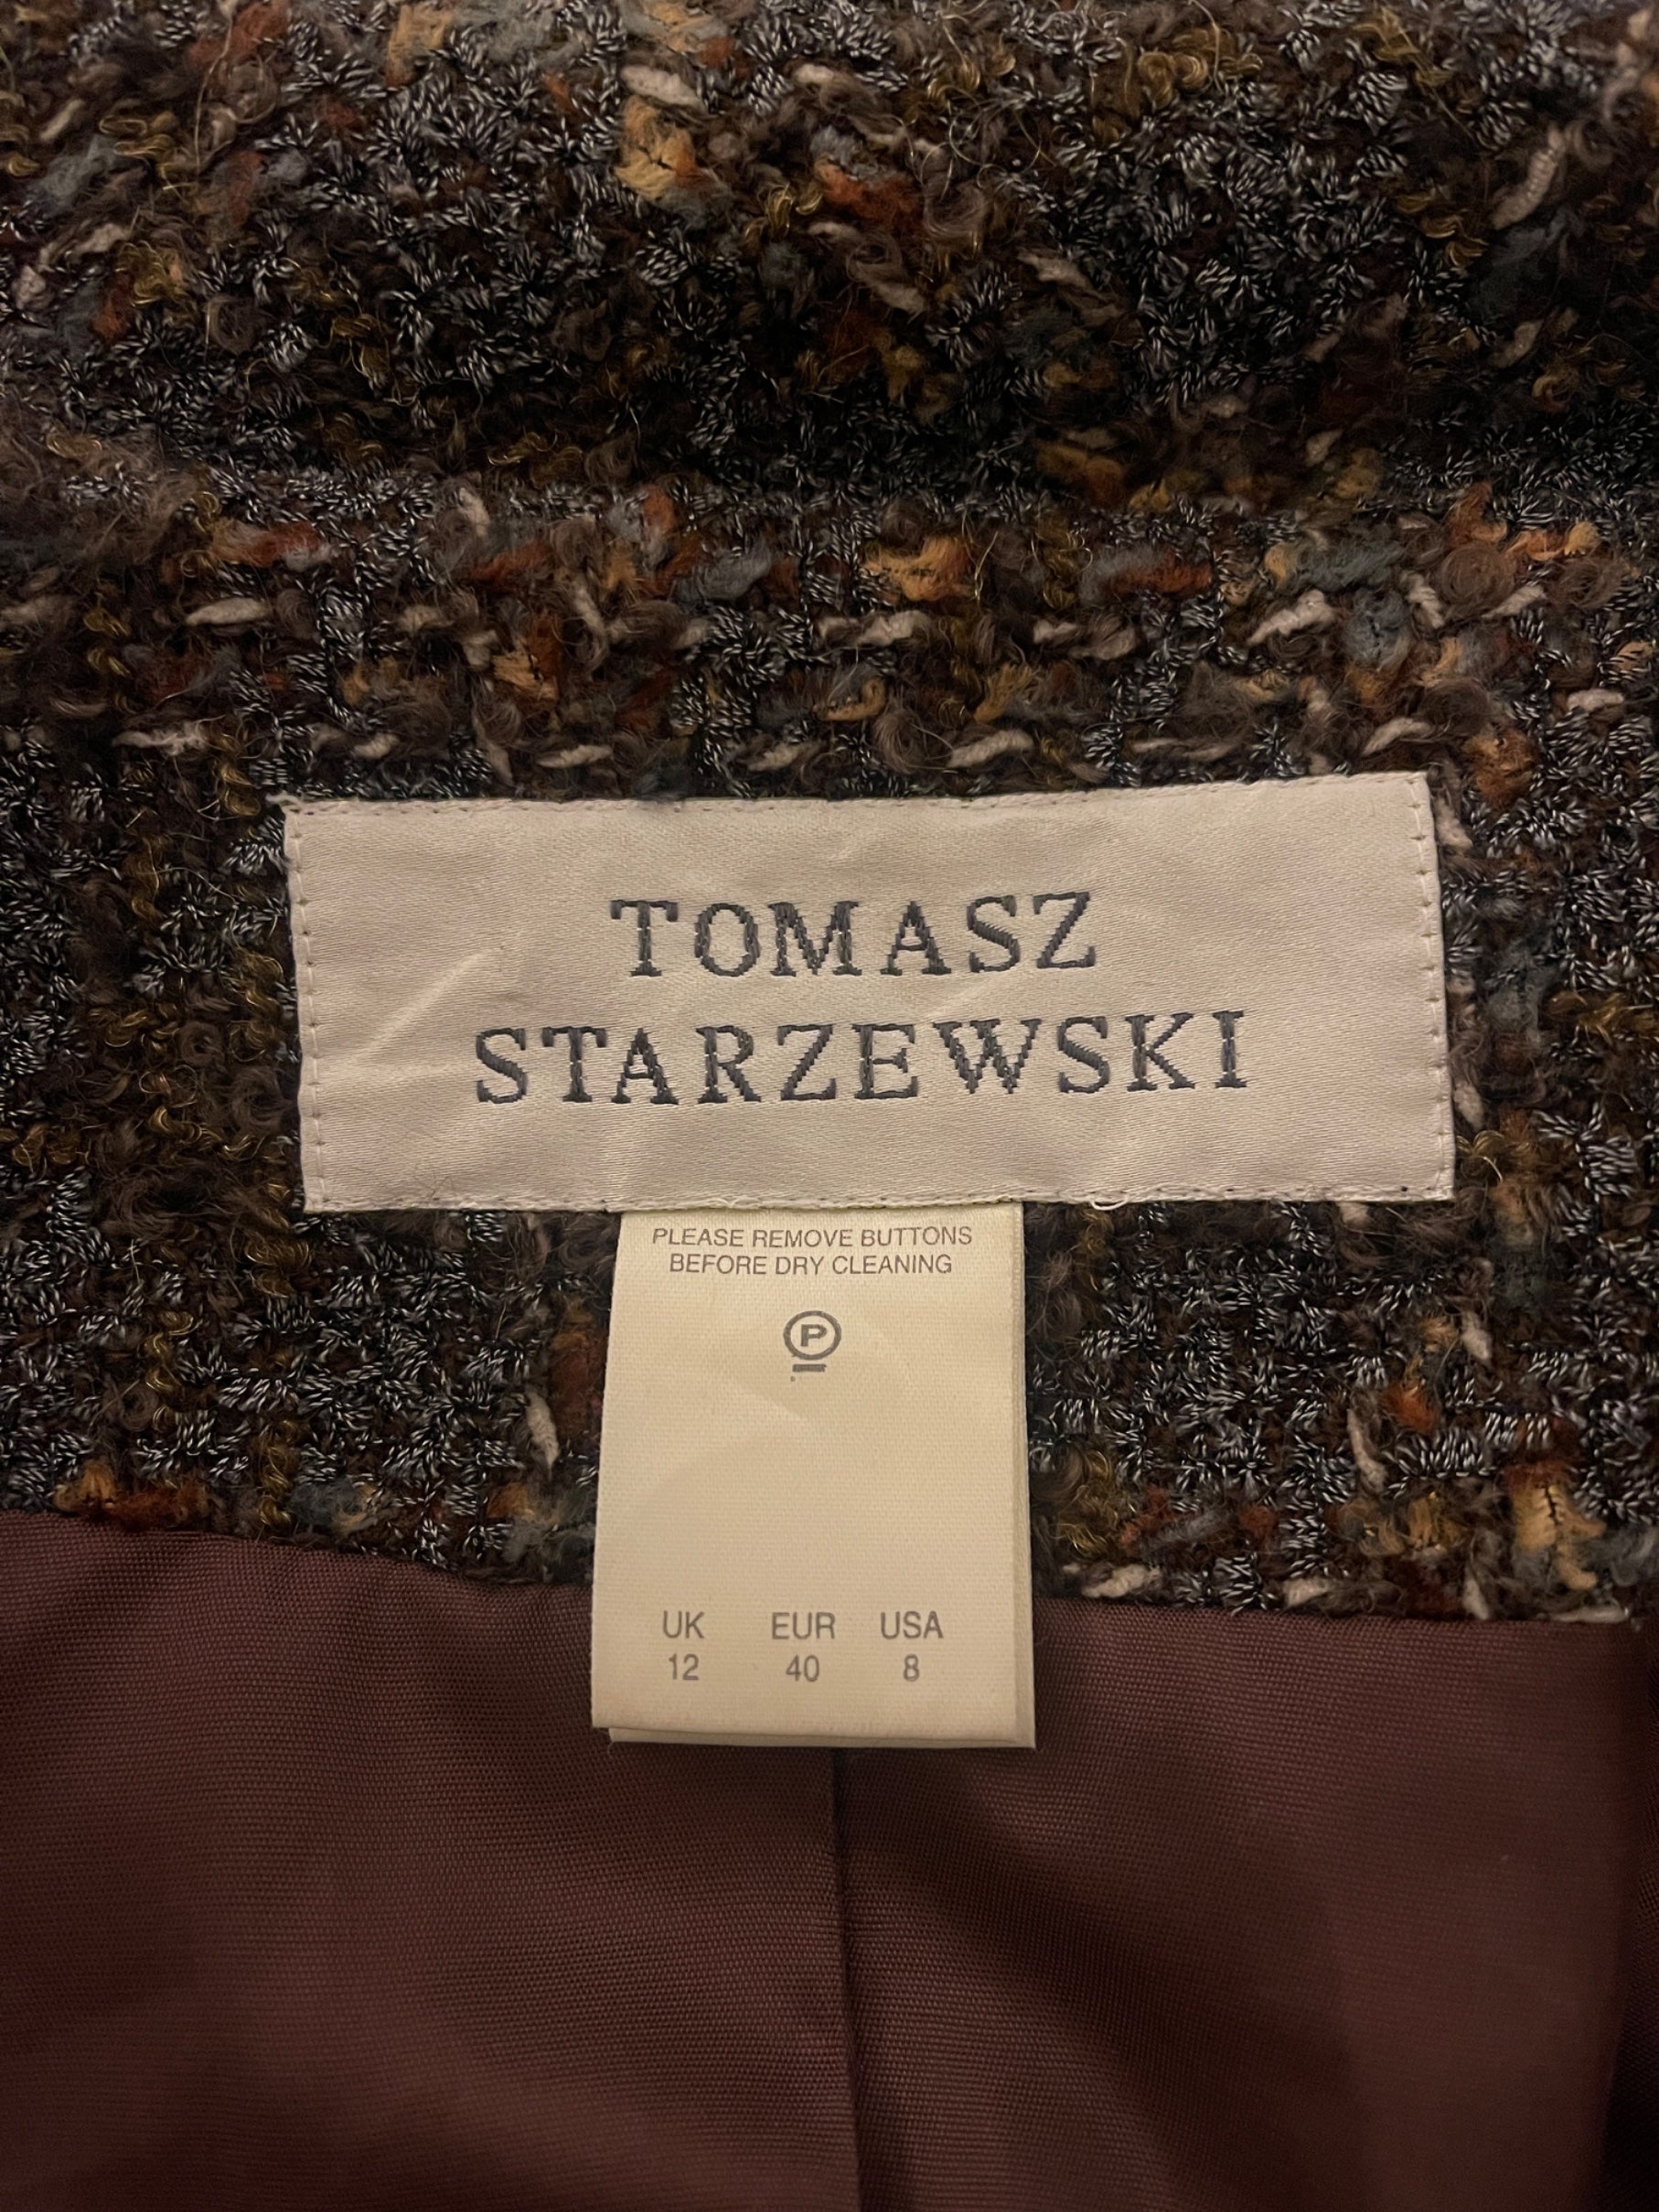 TOMASZ
STARZEWSKI
PLEASE REMOVE BUTTONS
BEFORE DRY CLEANING
P
UK EUR USA
12 40 8